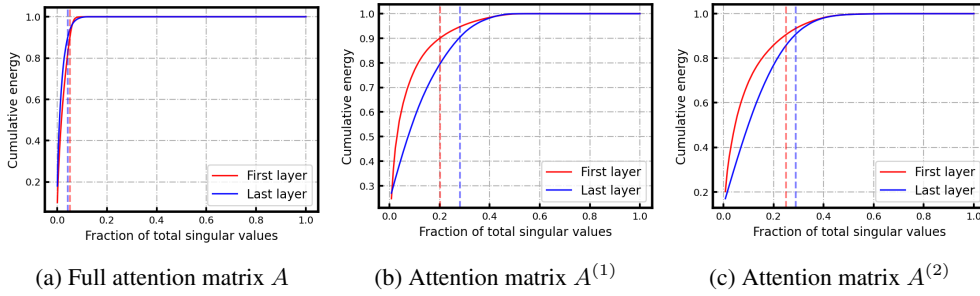 1.0
0.8
0.6
0.4
0.2
Cumulative energy
First layer
Last layer
0.0 0.2 0.4 0.6 0.8 1.0
Fraction of total singular values
(a) Full attention matrix A
1.0
0.9
0.8
0.7
0.6
0.5
0.4
0.3
Cumulative energy
First layer
Last layer
0.0 0.2 0.4 0.6 0.8 1.0
Fraction of total singular values
(b) Attention matrix A^{(1)}
1.0
0.8
0.6
0.4
0.2
Cumulative energy
First layer
Last layer
0.0 0.2 0.4 0.6 0.8 1.0
Fraction of total singular values
(c) Attention matrix A^{(2)}